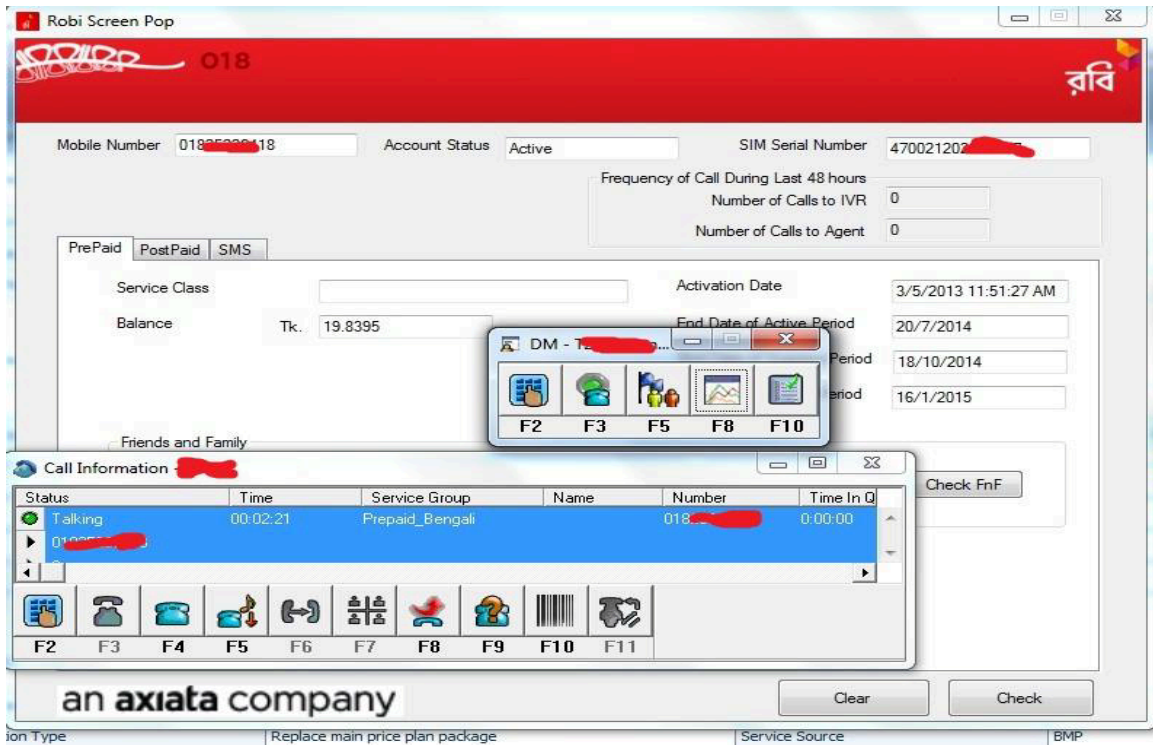 Robi Screen Pop
018
রবি
Mobile Number 018 18 Account Status Active SIM Serial Number 470021202
Frequency of Call During Last 48 hours
Number of Calls to IVR 0
Number of Calls to Agent 0
PrePaid PostPaid SMS
Service Class Activation Date 3/5/2013 11:51:27 AM
Balance Tk. 19.8395 End Date of Active Period 20/7/2014
DM - T
Period 18/10/2014
eriod 16/1/2015
F2 F3 F5 F8 F10
Friends and Family
Call Information -
Check FnF
Status Time Service Group Name Number Time In Q
Talking 00:02:21 Prepaid_Bengali 018 0:00:00
F2 F3 F4 F5 F6 F7 F8 F9 F10 F11
an axiata company
Clear Check
ion Type Replace main price plan package Service Source BMP